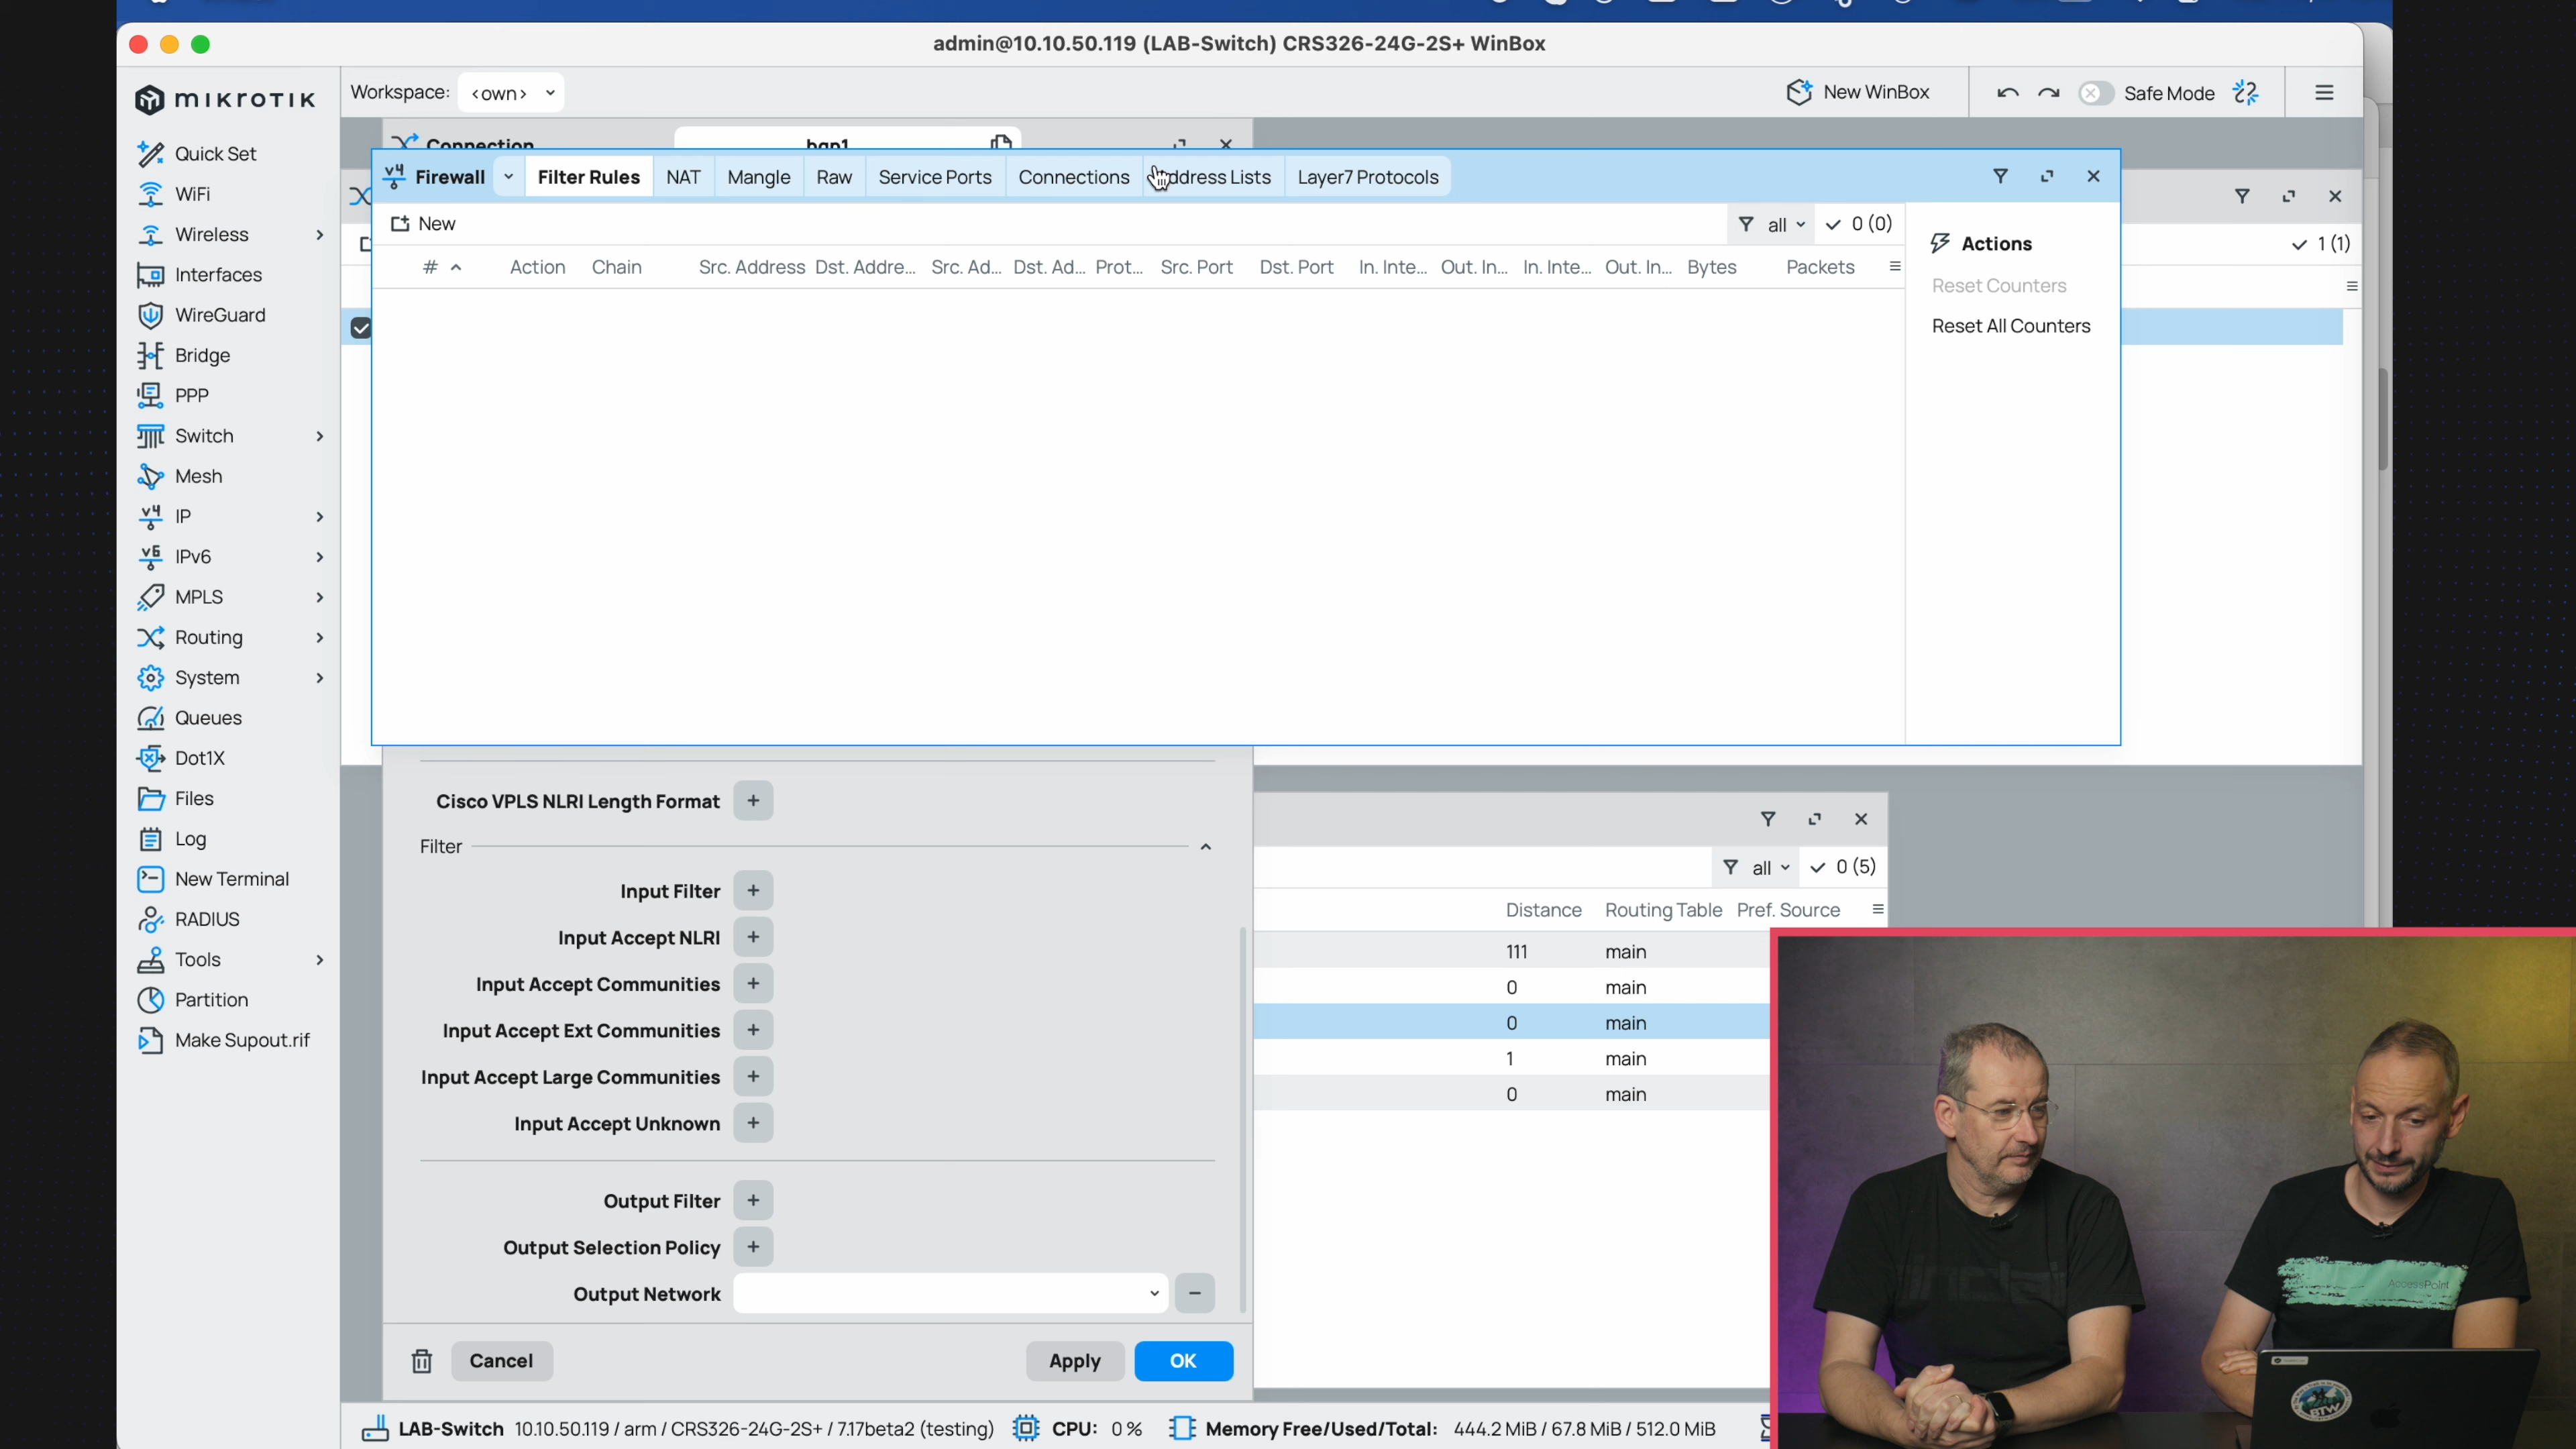 admin@10.10.50.119 (LAB-Switch) CRS326-24G-2S+ WinBox
mikrotik
Workspace: <own>
New WinBox
Safe Mode
Quick Set
WiFi
Wireless
Interfaces
WireGuard
Bridge
PPP
Switch
Mesh
IP
IPv6
MPLS
Routing
System
Queues
Dot1X
Files
Log
New Terminal
RADIUS
Tools
Partition
Make Supout.rif
Connection bgp1
Firewall Filter Rules NAT Mangle Raw Service Ports Connections Address Lists Layer7 Protocols
New all 0 (0)
# Action Chain Src. Address Dst. Addre... Src. Ad... Dst. Ad... Prot... Src. Port Dst. Port In. Inte... Out. In... In. Inte... Out. In... Bytes Packets
Actions
Reset Counters
Reset All Counters
1 (1)
Cisco VPLS NLRI Length Format +
Filter
Input Filter +
Input Accept NLRI +
Input Accept Communities +
Input Accept Ext Communities +
Input Accept Large Communities +
Input Accept Unknown +
Output Filter +
Output Selection Policy +
Output Network
Cancel Apply OK
all 0 (5)
Distance Routing Table Pref. Source
111 main
0 main
0 main
1 main
0 main
AccessPoint
BTW
LAB-Switch 10.10.50.119 / arm / CRS326-24G-2S+ / 7.17beta2 (testing) CPU: 0 % Memory Free/Used/Total: 444.2 MiB / 67.8 MiB / 512.0 MiB